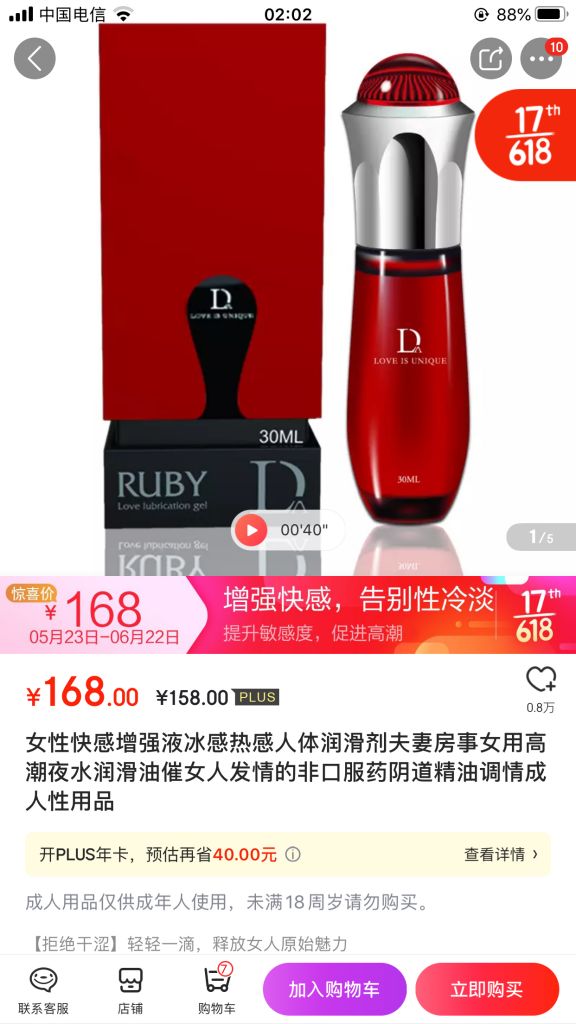 中国电信
02:02
88%
10
17th
618
D
LOVE IS UNIQUE
D
LOVE IS UNIQUE
30ML
30ML
RUBY
Love lubrication gel
D
00'40"
1/5
惊喜价
¥168
05月23日-06月22日
增强快感，告别性冷淡
提升敏感度，促进高潮
17th
618
¥168.00 ¥158.00 PLUS
0.8万
女性快感增强液冰感热感人体润滑剂夫妻房事女用高
潮夜水润滑油催女人发情的非口服药阴道精油调情成
人性用品
开PLUS年卡，预估再省40.00元
查看详情 ›
成人用品仅供成年人使用，未满18周岁请勿购买。
【拒绝干涩】轻轻一滴，释放女人原始魅力
联系客服
店铺
7
购物车
加入购物车
立即购买